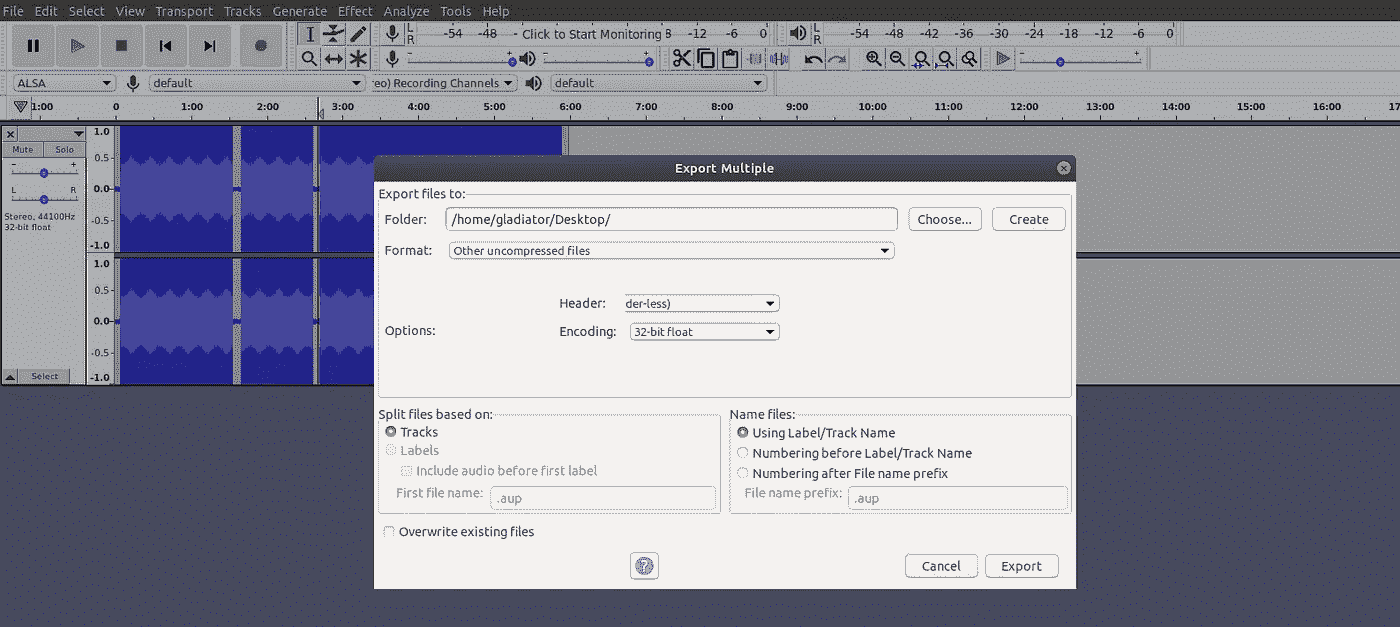 File Edit Select View Transport Tracks Generate Effect Analyze Tools Help
L R -54 -48 - Click to Start Monitoring 8 -12 -6 0 L R -54 -48 -42 -36 -30 -24 -18 -12 -6 0
- + - +
ALSA default reo) Recording Channels default
1:00 0 1:00 2:00 3:00 4:00 5:00 6:00 7:00 8:00 9:00 10:00 11:00 12:00 13:00 14:00 15:00 16:00 17
Mute Solo
- +
L R
Stereo, 44100Hz
32-bit float
Select
1.0
0.5
0.0
-0.5
-1.0
1.0
0.5
0.0
-0.5
-1.0
Export Multiple
Export files to:
Folder: /home/gladiator/Desktop/ Choose... Create
Format: Other uncompressed files
Header: der-less)
Options: Encoding: 32-bit float
Split files based on:
Tracks
Labels
Include audio before first label
First file name: .aup
Name files:
Using Label/Track Name
Numbering before Label/Track Name
Numbering after File name prefix
File name prefix: .aup
Overwrite existing files
? Cancel Export